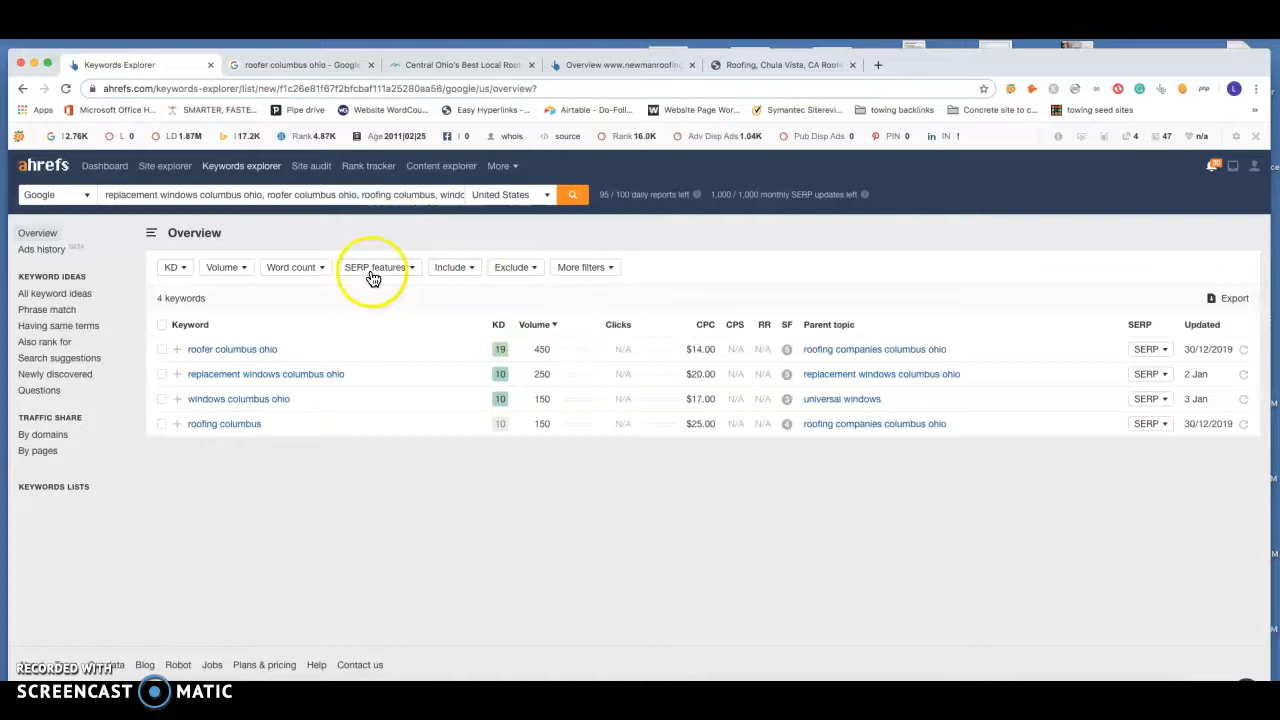 Keywords Explorer
roofer columbus ohio - Google
Central Ohio's Best Local Roo
Overview www.newmanroofing
Roofing, Chula Vista, CA Roofe
ahrefs.com/keywords-explorer/list/new/f1c26e81f67f2bfcbaf111a25280aa56/google/us/overview?
L
Apps
Microsoft Office H...
SMARTER, FASTE...
Pipe drive
Website WordCou...
Easy Hyperlinks -...
Airtable - Do-Foll...
Website Page Wor...
Symantec Siterevi...
towing backlinks
Concrete site to c...
towing seed sites
I 2.76K
L 0
LD 1.87M
I 17.2K
Rank 4.87K
Age 2011|02|25
I 0
whois
source
Rank 16.0K
Adv Disp Ads 1.04K
Pub Disp Ads 0
PIN 0
in IN !
4
47
n/a
ahrefs
Dashboard
Site explorer
Keywords explorer
Site audit
Rank tracker
Content explorer
More
Google
replacement windows columbus ohio, roofer columbus ohio, roofing columbus, windo
United States
95 / 100 daily reports left
1,000 / 1,000 monthly SERP updates left
Overview
Ads history BETA
KEYWORD IDEAS
All keyword ideas
Phrase match
Having same terms
Also rank for
Search suggestions
Newly discovered
Questions
TRAFFIC SHARE
By domains
By pages
KEYWORDS LISTS
Overview
KD
Volume
Word count
SERP features
Include
Exclude
More filters
4 keywords
Export
Keyword KD Volume Clicks CPC CPS RR SF Parent topic SERP Updated
roofer columbus ohio 19 450 N/A $14.00 N/A N/A 5 roofing companies columbus ohio SERP 30/12/2019
replacement windows columbus ohio 10 250 N/A $20.00 N/A N/A 3 replacement windows columbus ohio SERP 2 Jan
windows columbus ohio 10 150 N/A $17.00 N/A N/A 3 universal windows SERP 3 Jan
roofing columbus 10 150 N/A $25.00 N/A N/A 4 roofing companies columbus ohio SERP 30/12/2019
Blog
Robot
Jobs
Plans & pricing
Help
Contact us
RECORDED WITH
SCREENCAST MATIC